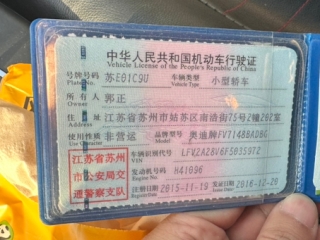 中华人民共和国机动车行驶证
Vehicle License of the People's Republic of China
号牌号码 苏E01C9U 车辆类型 小型轿车
Plate No. Vehicle Type
所有人 郭正
Owner
住址 江苏省苏州市姑苏区南浩街75号2幢202室
Address
使用性质 非营运 品牌型号 奥迪牌FV7148BADBG
Use Character Model
江苏省苏州
市公安局交
通警察支队
车辆识别代号 LFV2A28V6F5035972
VIN
发动机号码 H41096
Engine No.
注册日期 2015-11-19 发证日期 2016-12-20
Register Date Issue Date